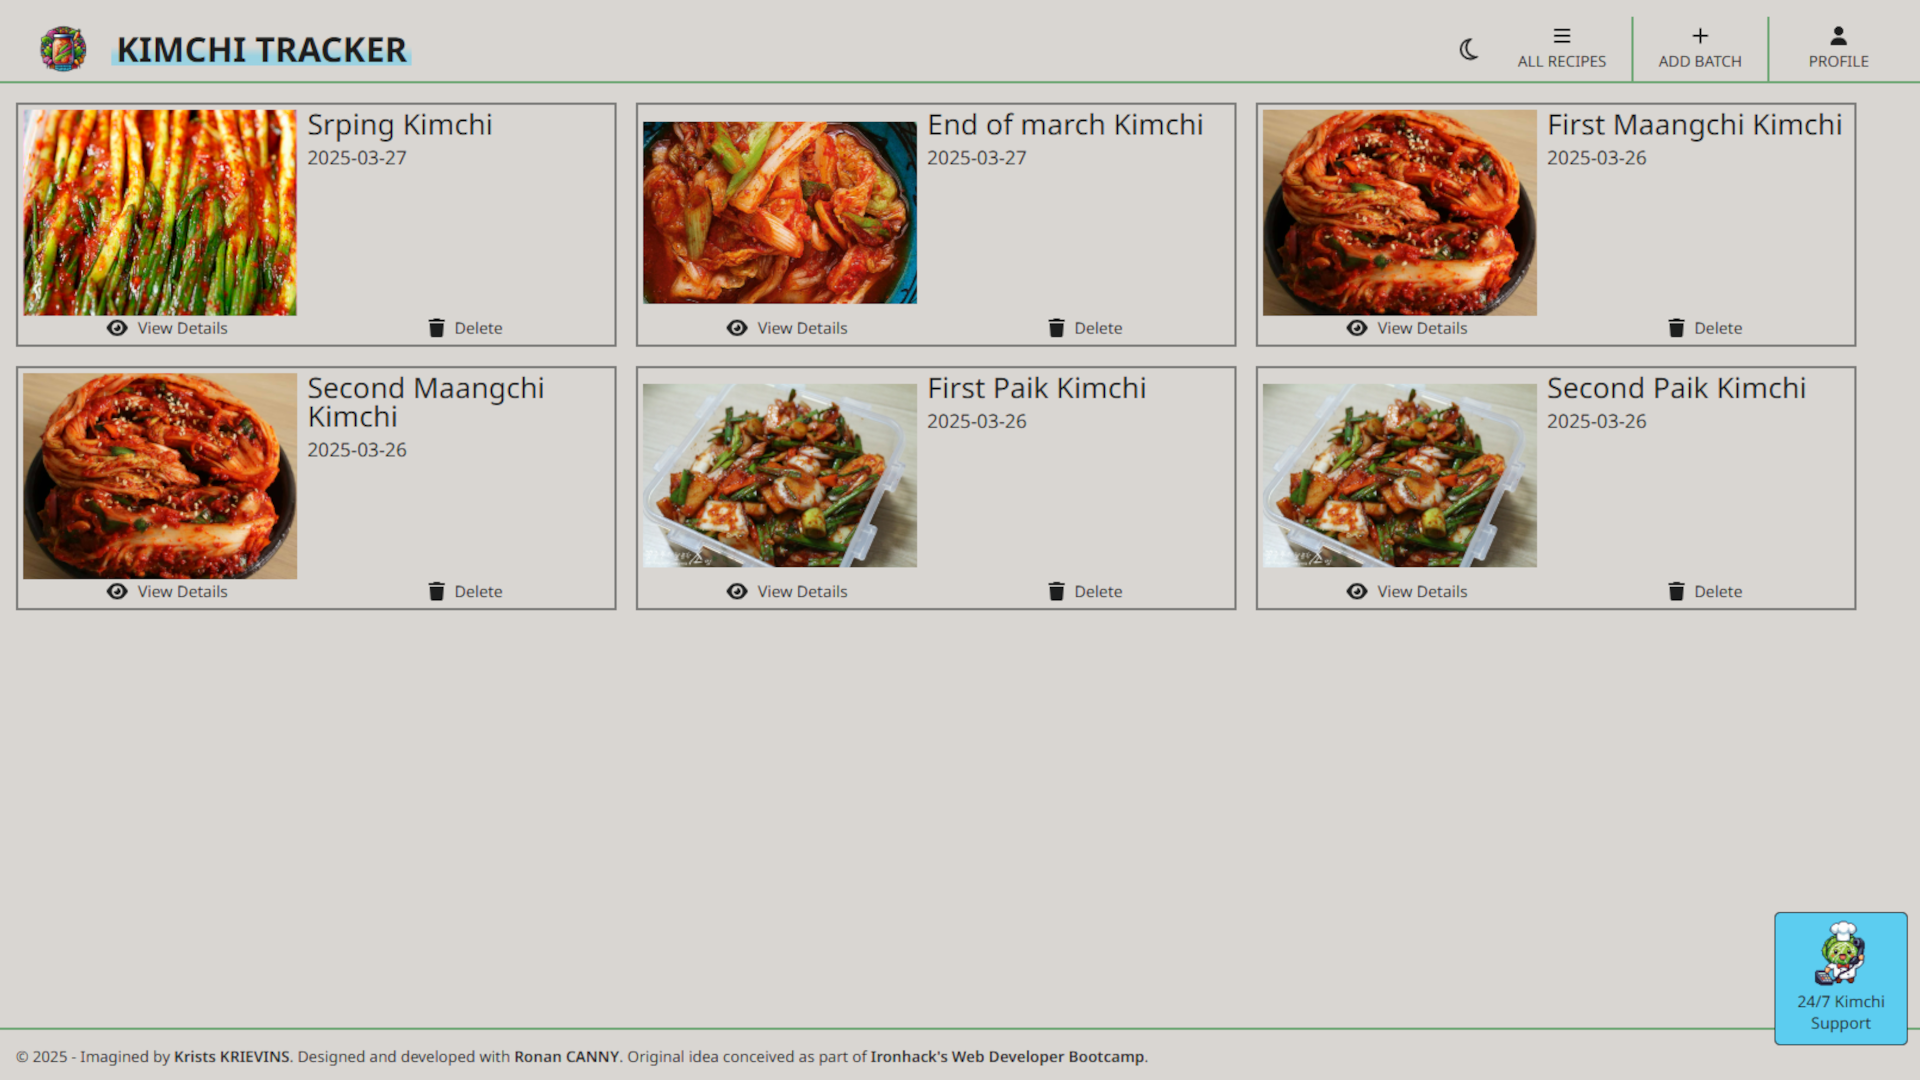 KIMCHI TRACKER
ALL RECIPES
ADD BATCH
PROFILE
Srping Kimchi
2025-03-27
View Details
Delete
End of march Kimchi
2025-03-27
View Details
Delete
First Maangchi Kimchi
2025-03-26
View Details
Delete
Second Maangchi
Kimchi
2025-03-26
View Details
Delete
First Paik Kimchi
2025-03-26
View Details
Delete
Second Paik Kimchi
2025-03-26
View Details
Delete
24/7 Kimchi
Support
© 2025 - Imagined by Krists KRIEVINS. Designed and developed with Ronan CANNY. Original idea conceived as part of Ironhack's Web Developer Bootcamp.